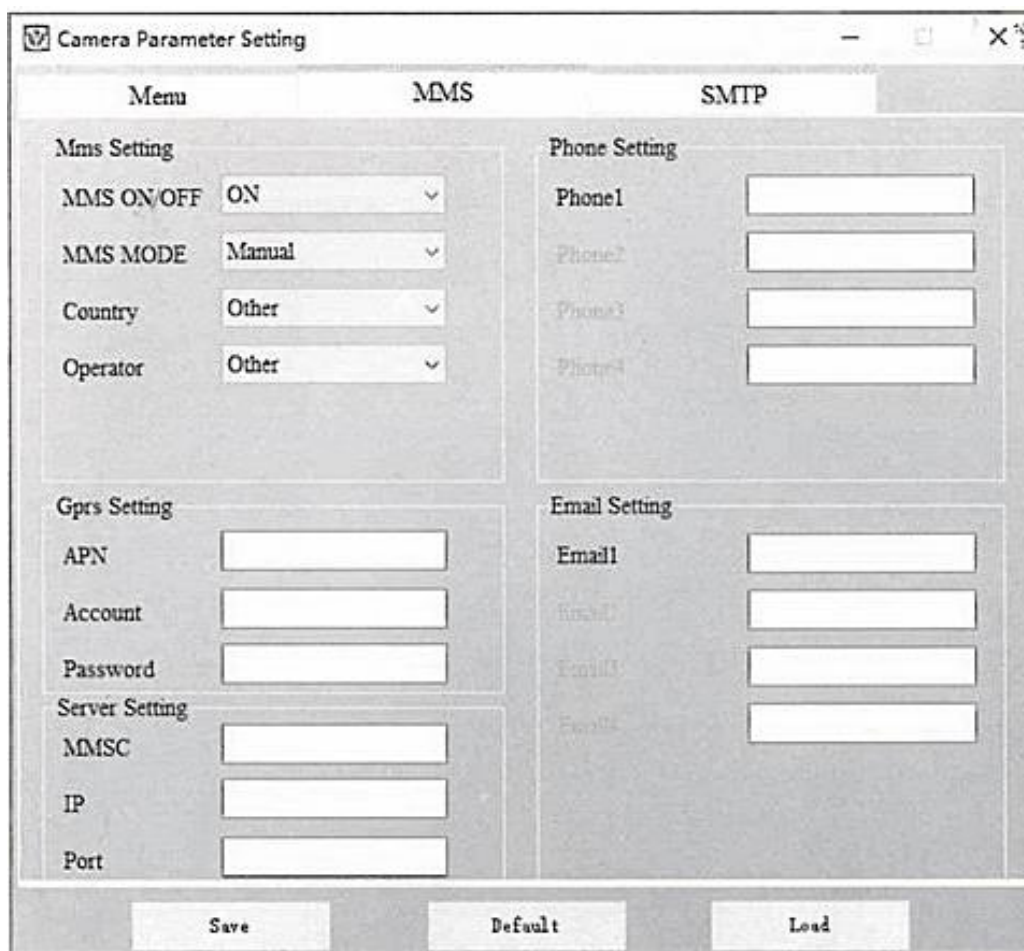 Camera Parameter Setting
Menu
MMS
SMTP
Mms Setting
MMS ON/OFF
ON
MMS MODE
Manual
Country
Other
Operator
Other
Phone Setting
Phone1
Phone2
Phone3
Phone4
Gprs Setting
APN
Account
Password
Server Setting
MMSC
IP
Port
Email Setting
Email1
Email2
Email3
Email4
Save
Default
Load